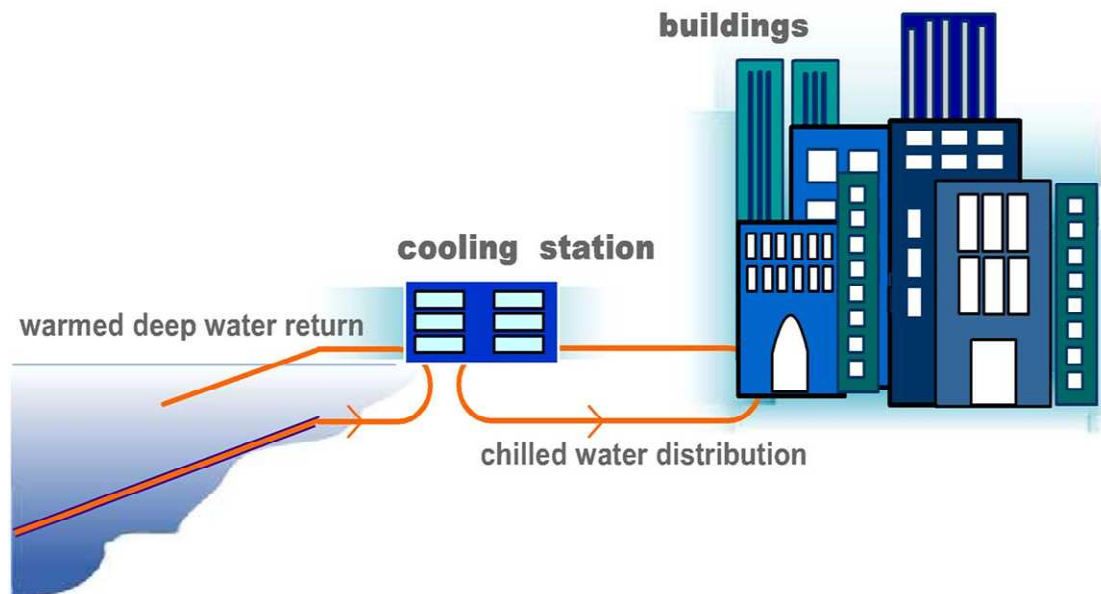 buildings
cooling station
warmed deep water return
chilled water distribution